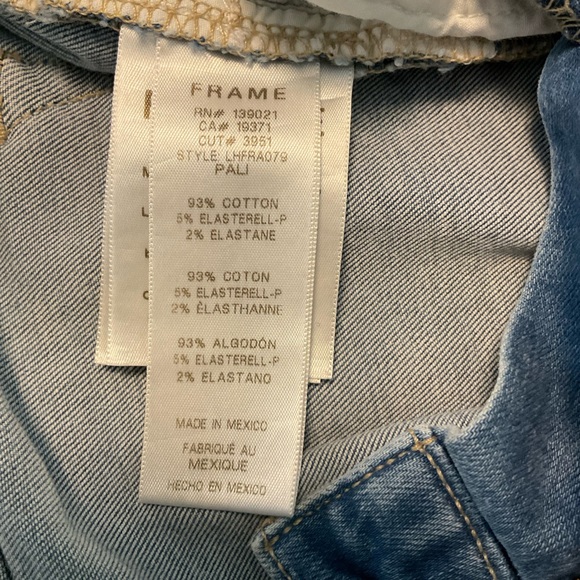 FRAME
RN# 139021
CA# 19371
CUT# 3951
STYLE: LHFRA079
PALI
93% COTTON
5% ELASTERELL-P
2% ELASTANE
93% COTON
5% ELASTERELL-P
2% ÉLASTHANNE
93% ALGODÓN
5% ELASTERELL-P
2% ELASTANO
MADE IN MEXICO
FABRIQUÉ AU
MEXIQUE
HECHO EN MEXICO